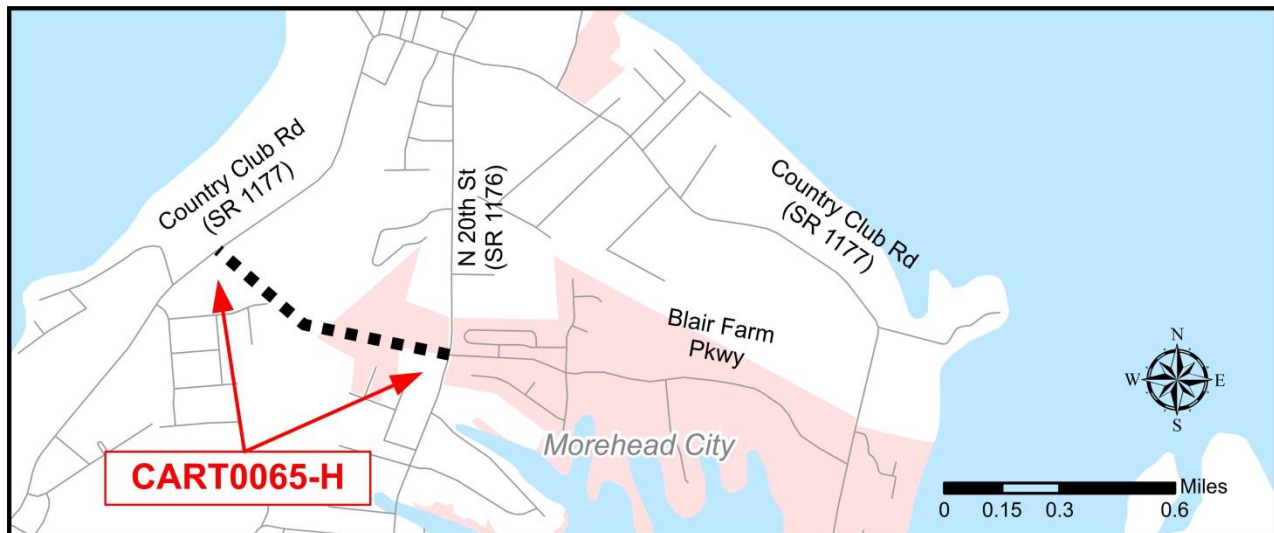 Country Club Rd
(SR 1177)
N 20th St
(SR 1176)
Country Club Rd
(SR 1177)
Blair Farm
Pkwy
Morehead City
CART0065-H
N
W E
S
Miles
0 0.15 0.3 0.6